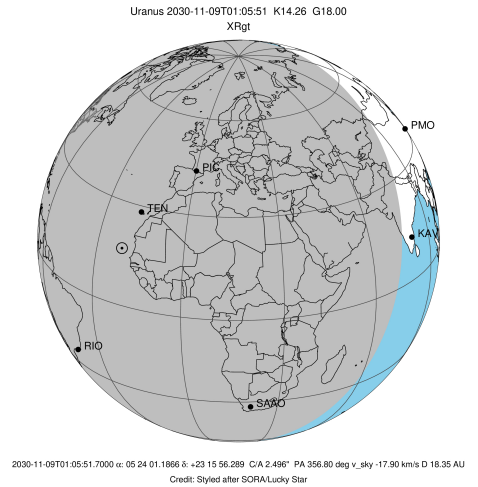 Uranus 2030-11-09T01:05:51 K14.26 G18.00
XRgt
PMO
PIC
TEN
KAV
RIO
SAAO
2030-11-09T01:05:51.7000 α: 05 24 01.1866 δ: +23 15 56.289 C/A 2.496" PA 356.80 deg v_sky -17.90 km/s D 18.35 AU
Credit: Styled after SORA/Lucky Star